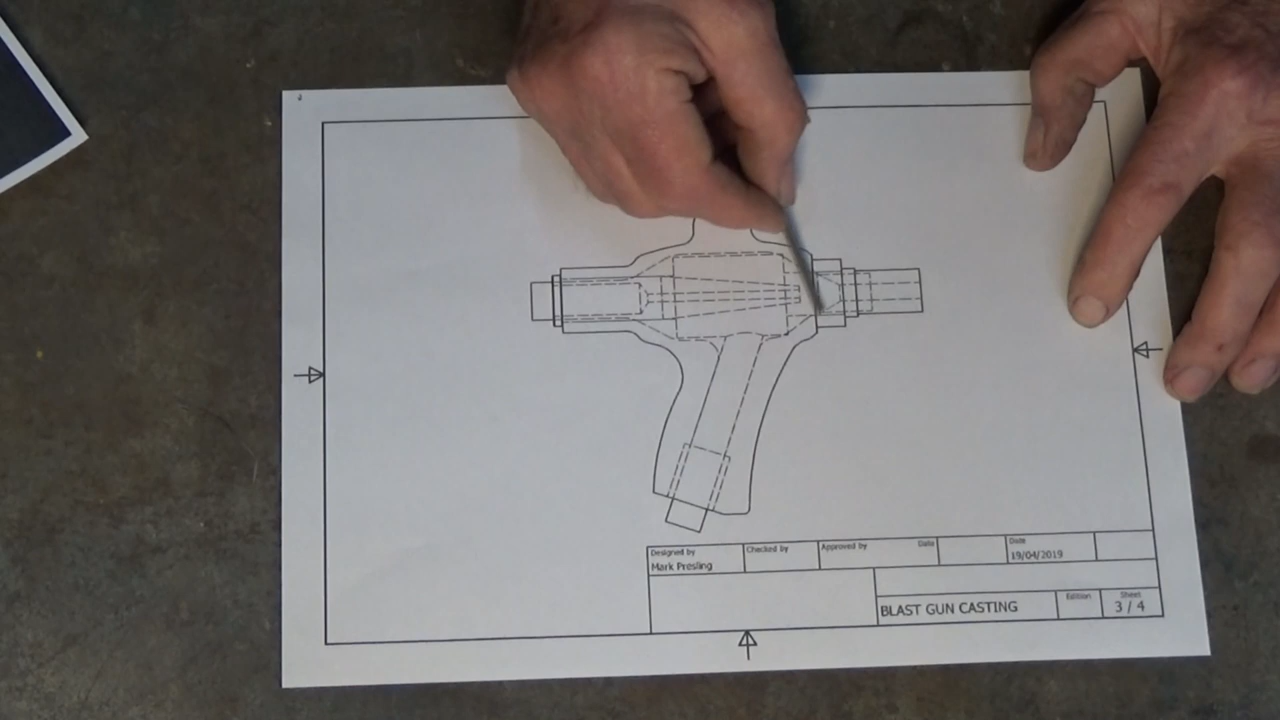 Designed by
Mark Presling
Checked by
Approved by
Date
Date
19/04/2019
BLAST GUN CASTING
Edition
Sheet
3 / 4